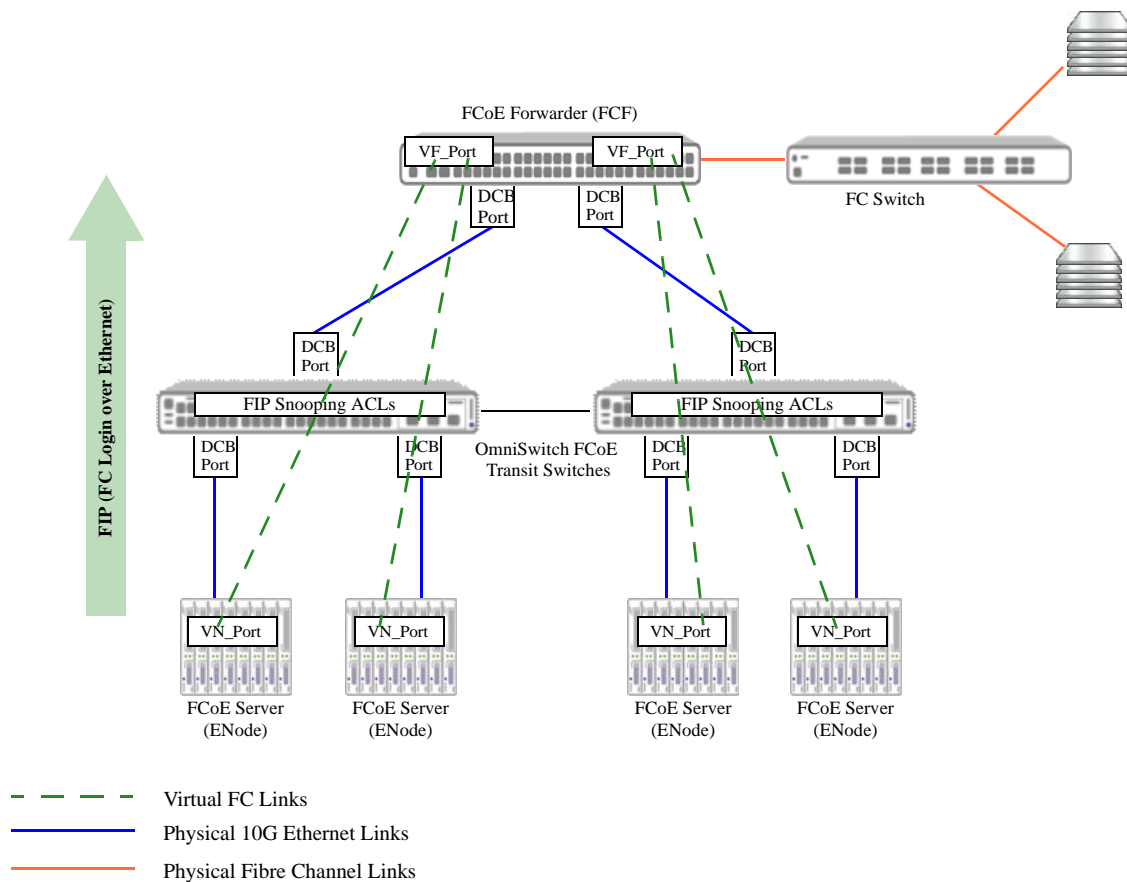 FCoE Forwarder (FCF)
VF_Port
VF_Port
FC Switch
DCB
Port
DCB
Port
FIP (FC Login over Ethernet)
DCB
Port
DCB
Port
FIP Snooping ACLs
FIP Snooping ACLs
DCB
Port
DCB
Port
OmniSwitch FCoE
Transit Switches
DCB
Port
DCB
Port
VN_Port
VN_Port
VN_Port
VN_Port
FCoE Server
(ENode)
FCoE Server
(ENode)
FCoE Server
(ENode)
FCoE Server
(ENode)
Virtual FC Links
Physical 10G Ethernet Links
Physical Fibre Channel Links